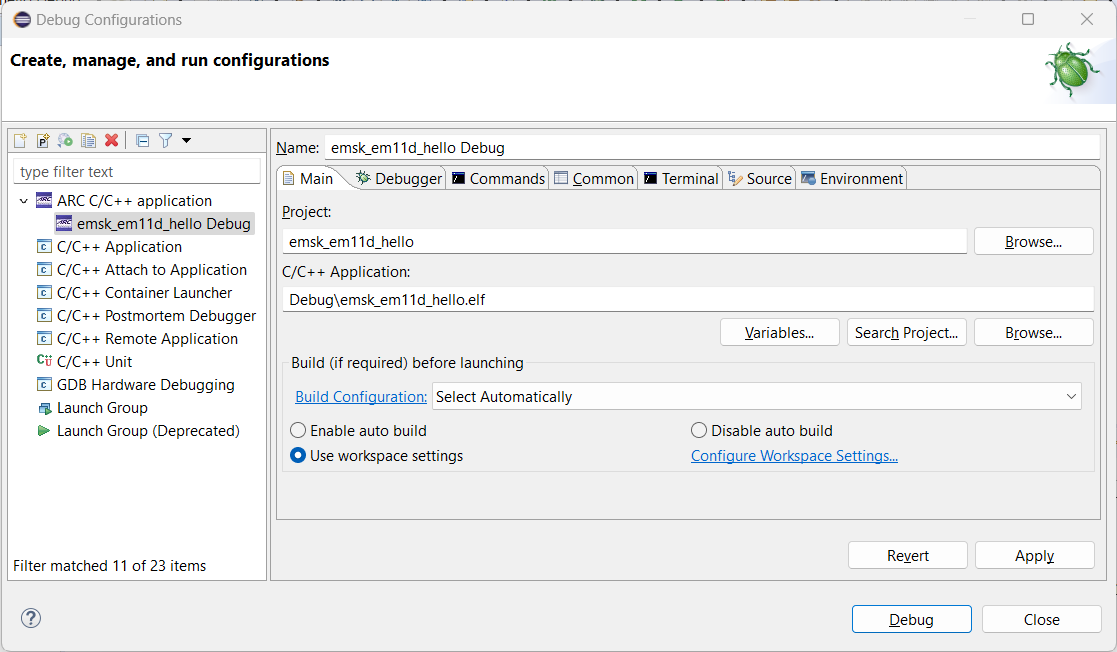 Debug Configurations
Create, manage, and run configurations
type filter text
ARC C/C++ application
emsk_em11d_hello Debug
C/C++ Application
C/C++ Attach to Application
C/C++ Container Launcher
C/C++ Postmortem Debugger
C/C++ Remote Application
C/C++ Unit
GDB Hardware Debugging
Launch Group
Launch Group (Deprecated)
Filter matched 11 of 23 items
Name: emsk_em11d_hello Debug
Main Debugger Commands Common Terminal Source Environment
Project:
emsk_em11d_hello Browse...
C/C++ Application:
Debug\emsk_em11d_hello.elf
Variables... Search Project... Browse...
Build (if required) before launching
Build Configuration: Select Automatically
Enable auto build Disable auto build
Use workspace settings Configure Workspace Settings...
Revert Apply
Debug Close